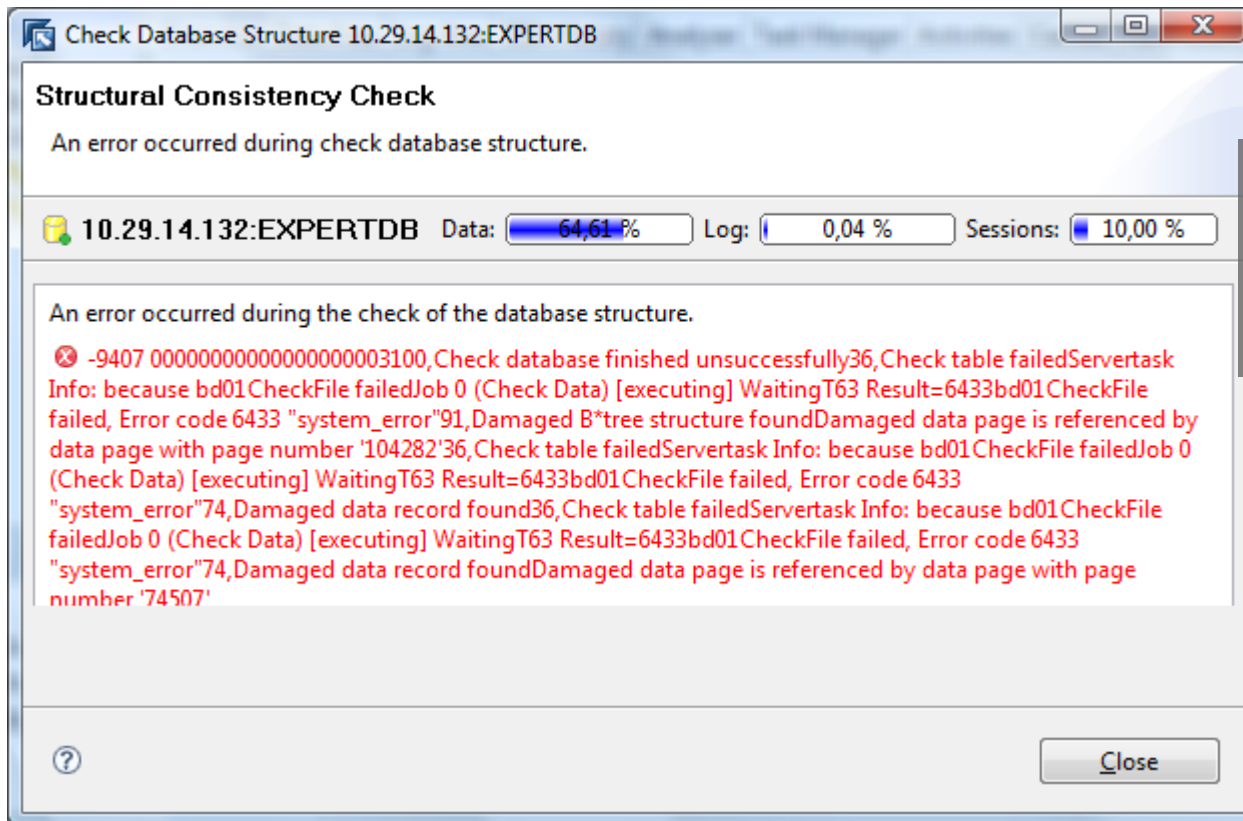 Check Database Structure 10.29.14.132:EXPERTDB
Structural Consistency Check
An error occurred during check database structure.
10.29.14.132:EXPERTDB Data: 64,61 % Log: 0,04 % Sessions: 10,00 %
An error occurred during the check of the database structure.
-9407 00000000000000000003100,Check database finished unsuccessfully36,Check table failedServertask
Info: because bd01CheckFile failedJob 0 (Check Data) [executing] WaitingT63 Result=6433bd01CheckFile
failed, Error code 6433 "system_error"91,Damaged B*tree structure foundDamaged data page is referenced by
data page with page number '104282'36,Check table failedServertask Info: because bd01CheckFile failedJob 0
(Check Data) [executing] WaitingT63 Result=6433bd01CheckFile failed, Error code 6433
"system_error"74,Damaged data record found36,Check table failedServertask Info: because bd01CheckFile
failedJob 0 (Check Data) [executing] WaitingT63 Result=6433bd01CheckFile failed, Error code 6433
"system_error"74,Damaged data record foundDamaged data page is referenced by data page with page
number '74507'
Close